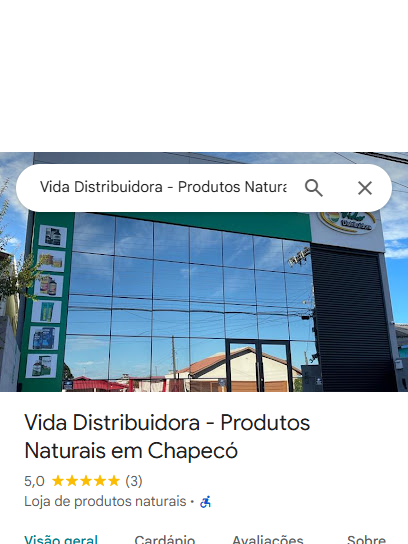 Vida Distribuidora - Produtos Natura
Distribuidora
Vida Distribuidora - Produtos
Naturais em Chapecó
5,0 ★★★★★ (3)
Loja de produtos naturais ·
Visão geral Cardápio Avaliações Sobre